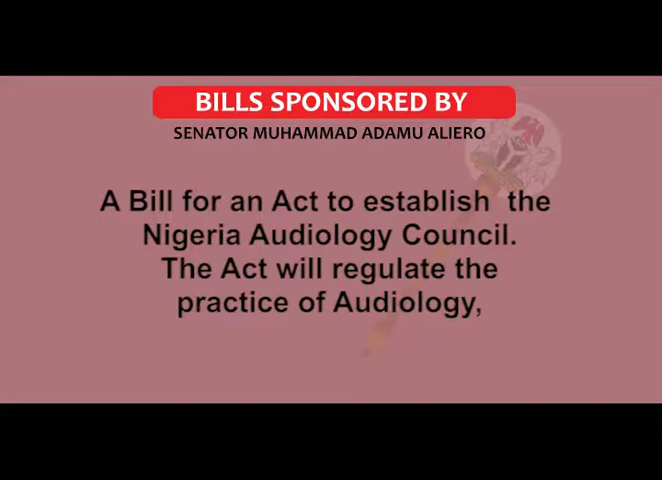 BILLS SPONSORED BY
SENATOR MUHAMMAD ADAMU ALIERO
A Bill for an Act to establish the
Nigeria Audiology Council.
The Act will regulate the
practice of Audiology,